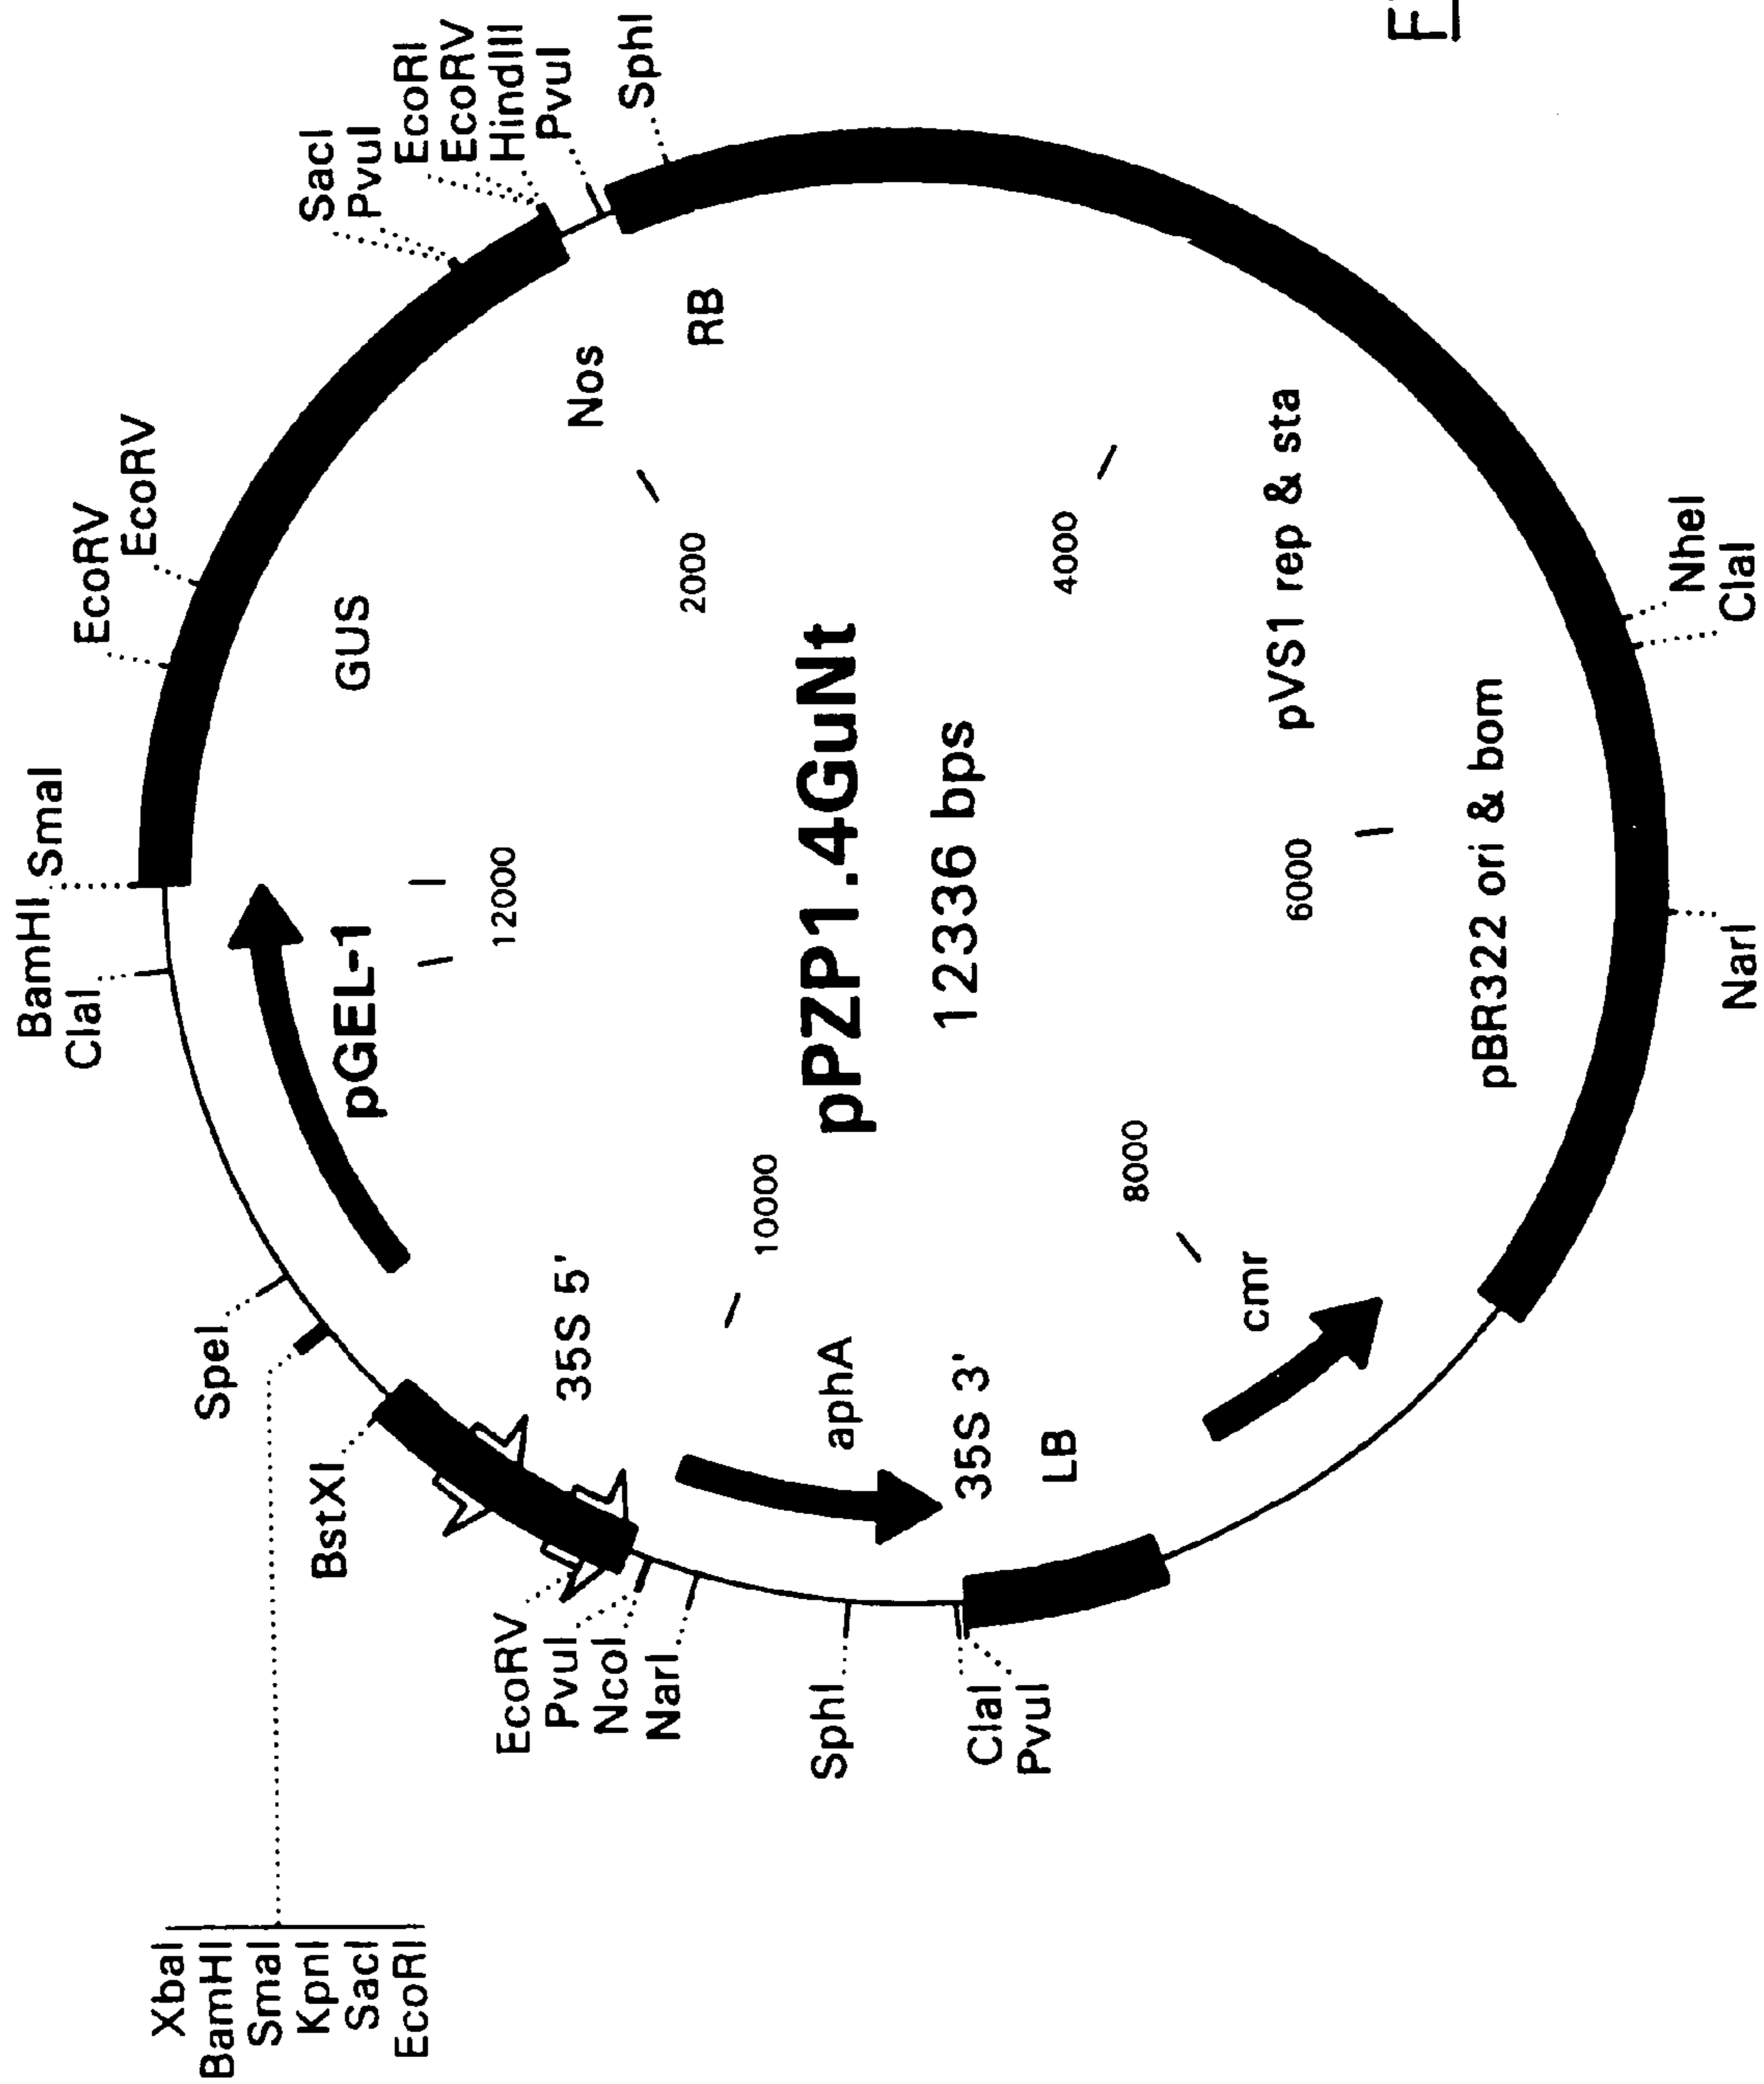 XbaI
BamHI
SmaI
KpnI
SacI
EcoRI
BamHI SmaI
ClaI
EcoRV
EcoRV
SacI
PvuI
EcoRI
EcoRV
HindIII
PvuI
SphI
SpeI
BstXI
EcoRV
PvuI
NcoI
NarI
SphI
ClaI
PvuI
pGEL-1
GUS
12000
35S 5'
Nos
2000
RB
10000
aphA
pPZP1.4GuNt
12336 bps
35S 3'
LB
4000
8000
cmr
6000
pVS1 rep & sta
pBR322 ori & bom
NheI
ClaI
NarI